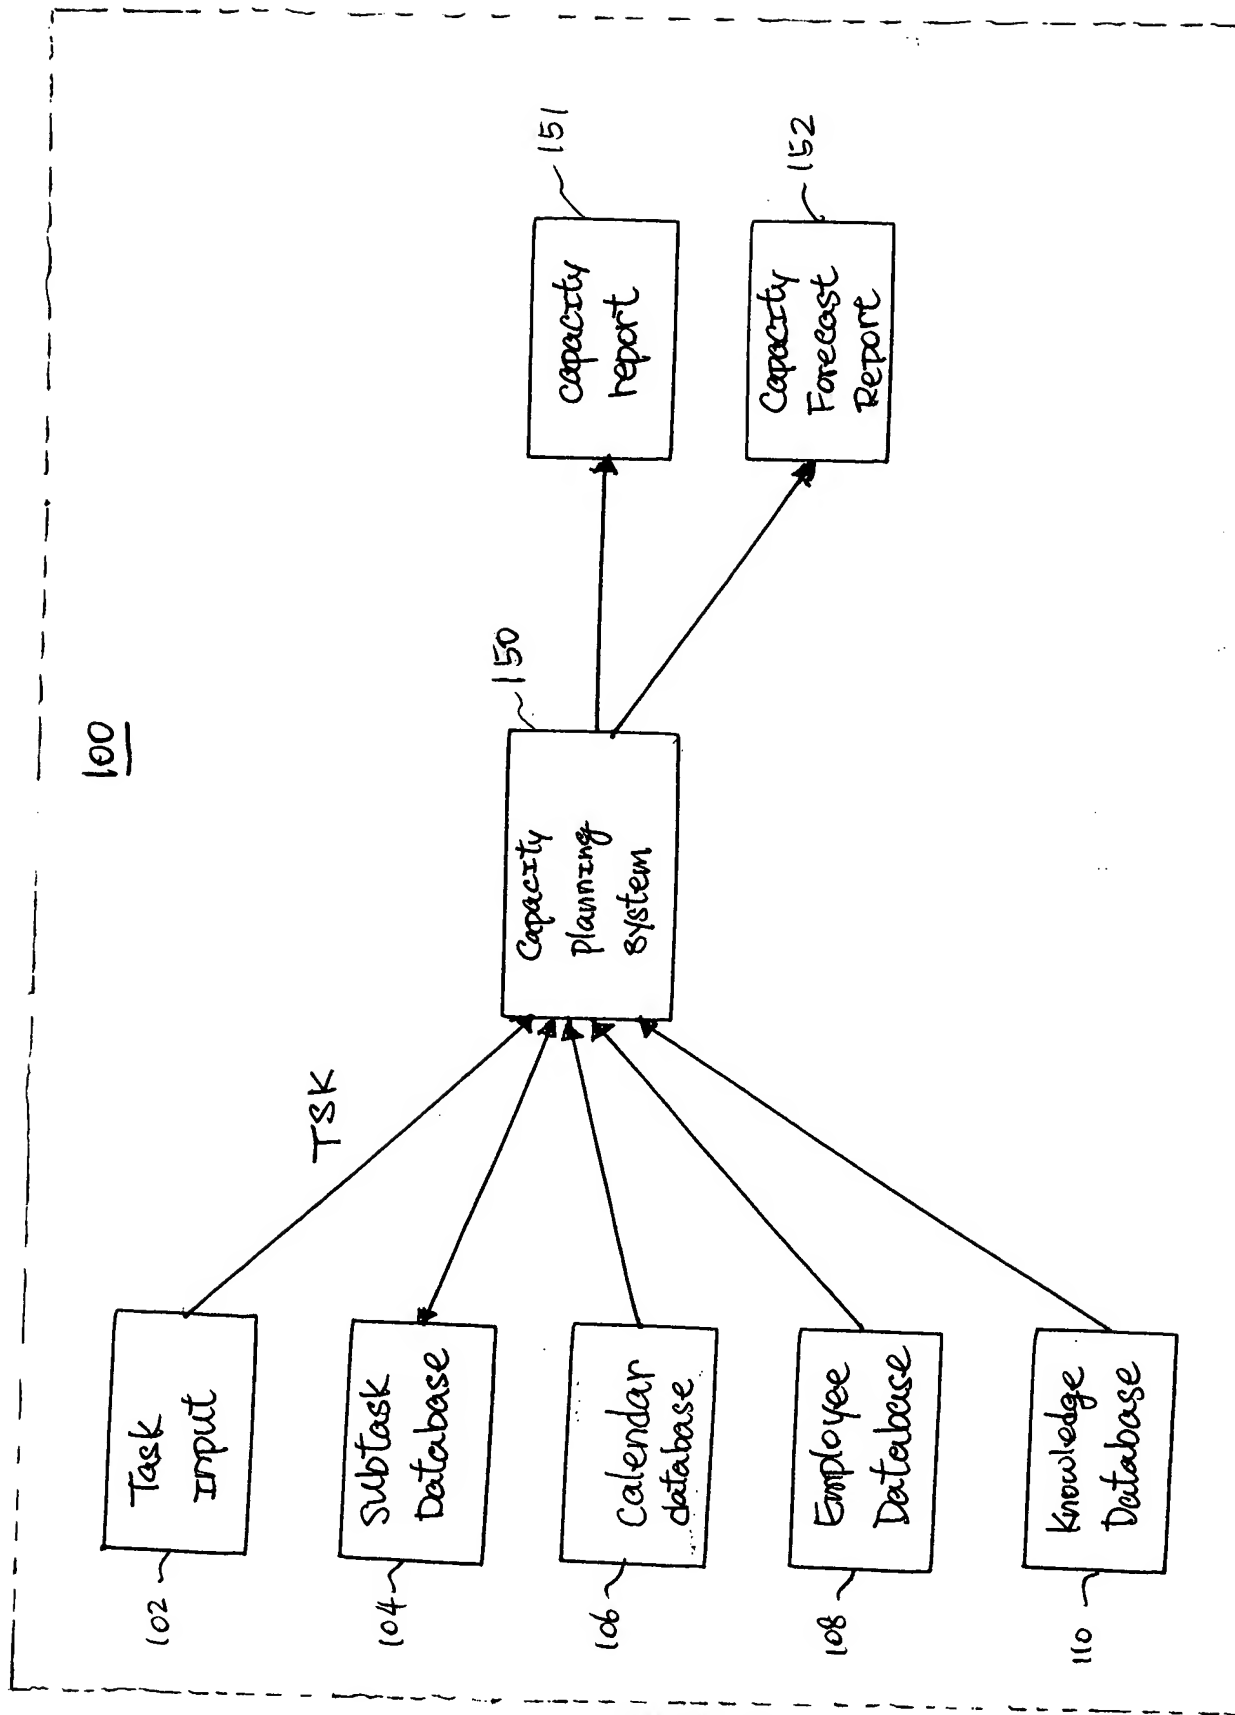 100
TSK
Task
Input
102
Subtask
Database
104
Calendar
database
106
Employee
Database
108
Knowledge
Database
110
Capacity
planning
system
150
capacity
report
151
Capacity
Forecast
Report
152